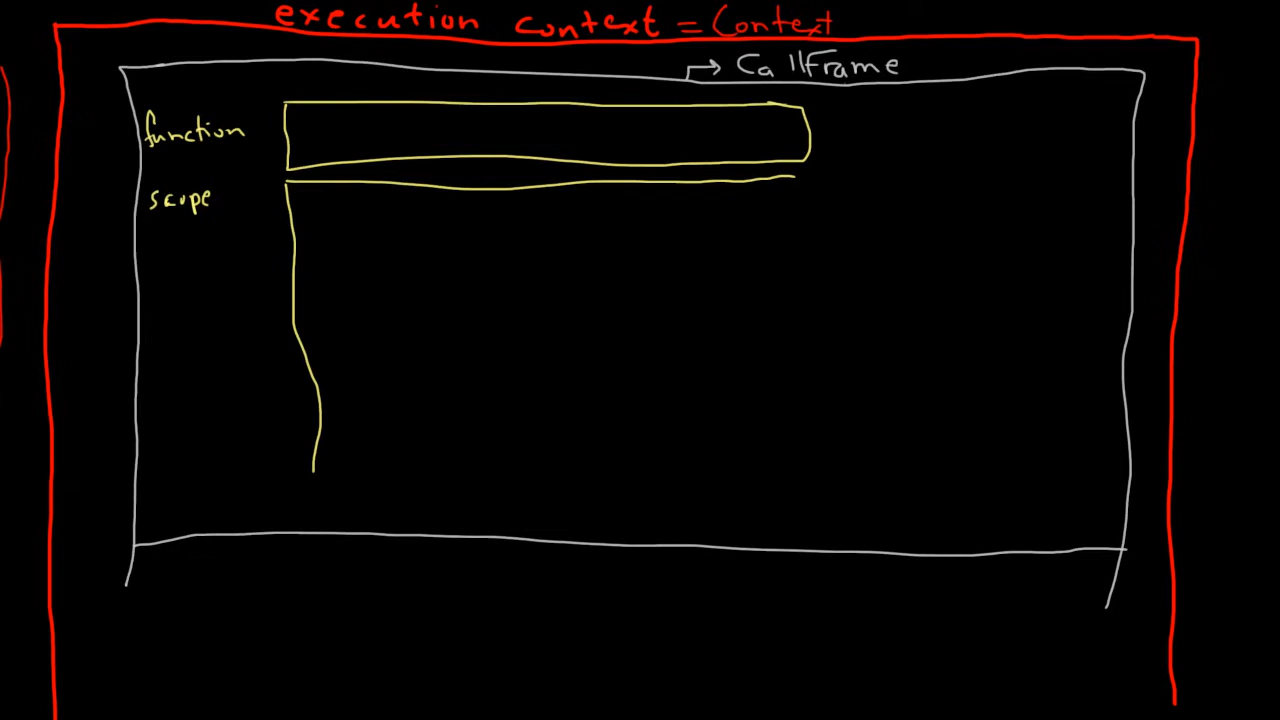 execution context = Context
CallFrame
function
scope